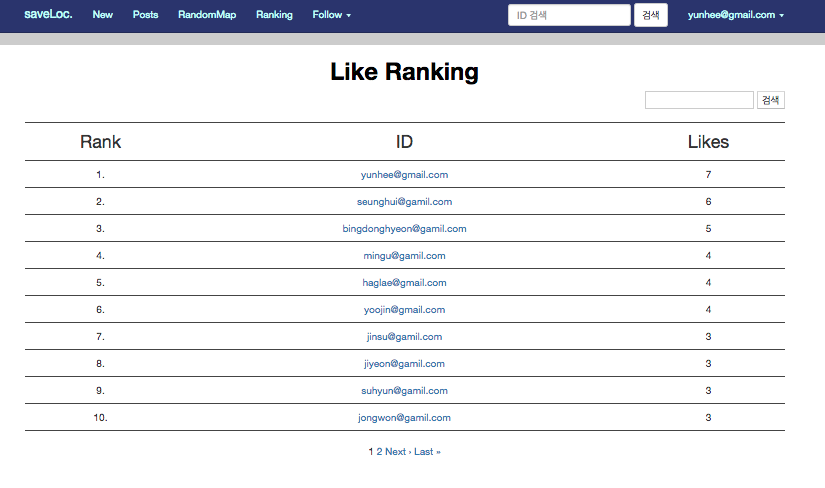 saveLoc. New Posts RandomMap Ranking Follow ID 검색 검색 yunhee@gmail.com
Like Ranking
검색
Rank ID Likes
1. yunhee@gmail.com 7
2. seunghui@gamil.com 6
3. bingdonghyeon@gamil.com 5
4. mingu@gamil.com 4
5. haglae@gmail.com 4
6. yoojin@gmail.com 4
7. jinsu@gamil.com 3
8. jiyeon@gamil.com 3
9. suhyun@gamil.com 3
10. jongwon@gamil.com 3
1 2 Next › Last »